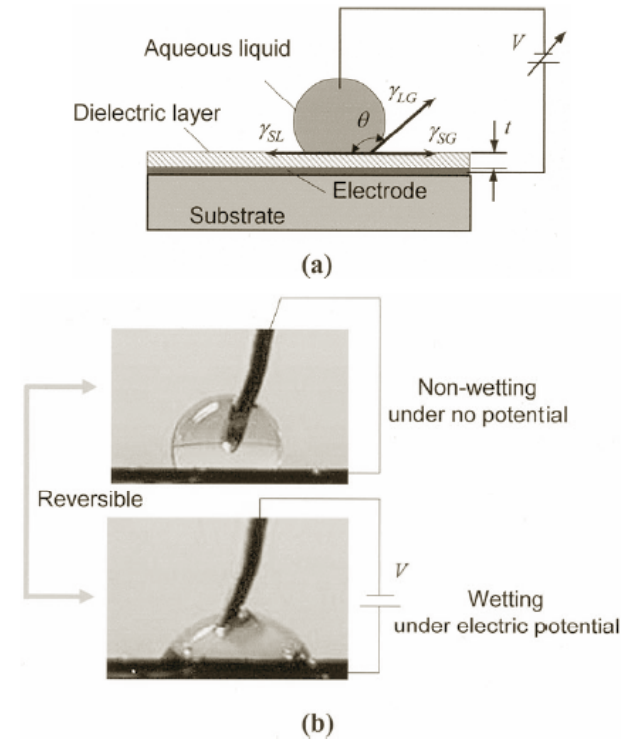 Aqueous liquid
V
γLG
Dielectric layer
θ
γSL
γSG
t
Electrode
Substrate
(a)
Non-wetting
under no potential
Reversible
V
Wetting
under electric potential
(b)